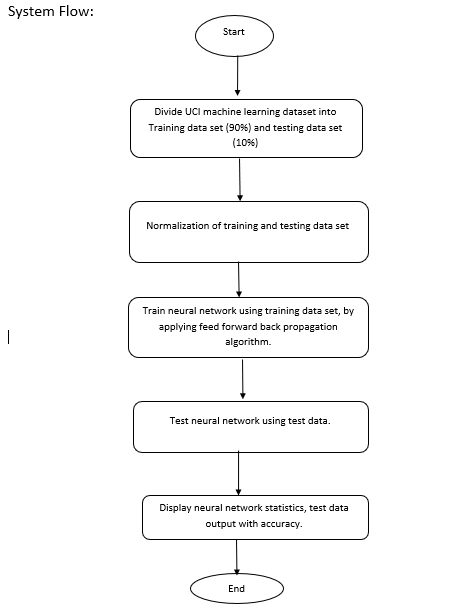 System Flow:
Start
Divide UCI machine learning dataset into
Training data set (90%) and testing data set
(10%)
Normalization of training and testing data set
Train neural network using training data set, by
applying feed forward back propagation
algorithm.
Test neural network using test data.
Display neural network statistics, test data
output with accuracy.
End